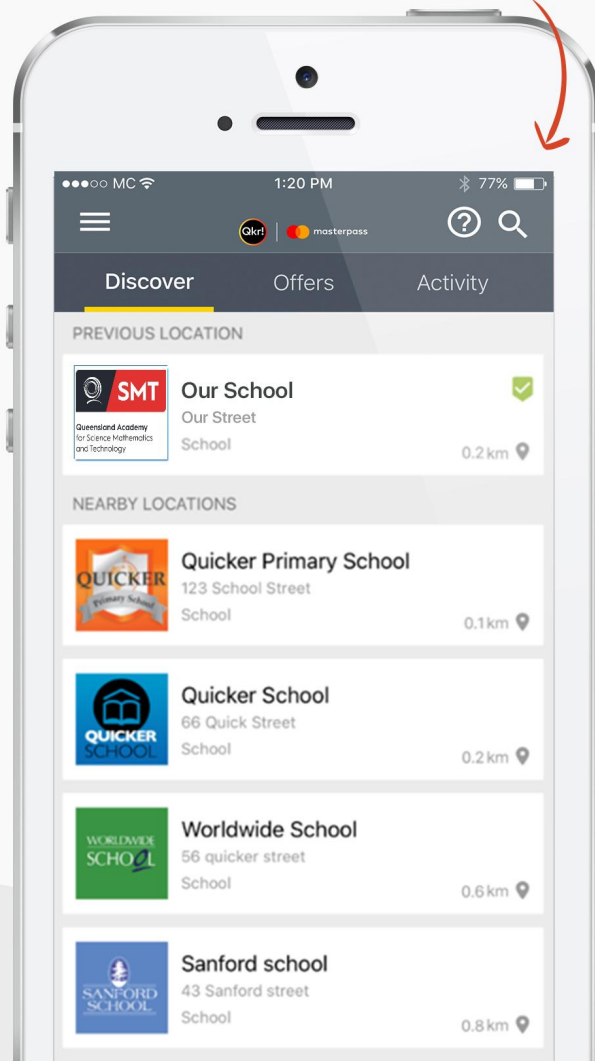 MC
1:20 PM
77%
Qkr!
masterpass
Discover
Offers
Activity
PREVIOUS LOCATION
SMT
Queensland Academy
for Science Mathematics
and Technology
Our School
Our Street
School
0.2 km
NEARBY LOCATIONS
QUICKER
Primary School
Quicker Primary School
123 School Street
School
0.1 km
QUICKER
SCHOOL
Quicker School
66 Quick Street
School
0.2 km
WORLDWIDE
SCHOOL
Worldwide School
56 quicker street
School
0.6 km
SANFORD
SCHOOL
Sanford school
43 Sanford street
School
0.8 km